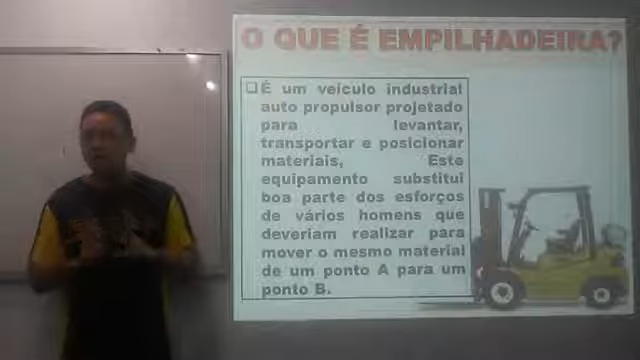 O QUE É EMPILHADEIRA?
É um veículo industrial
auto propulsor projetado
para levantar,
transportar e posicionar
materiais, Este
equipamento substitui
boa parte dos esforços
de vários homens que
deveriam realizar para
mover o mesmo material
de um ponto A para um
ponto B.